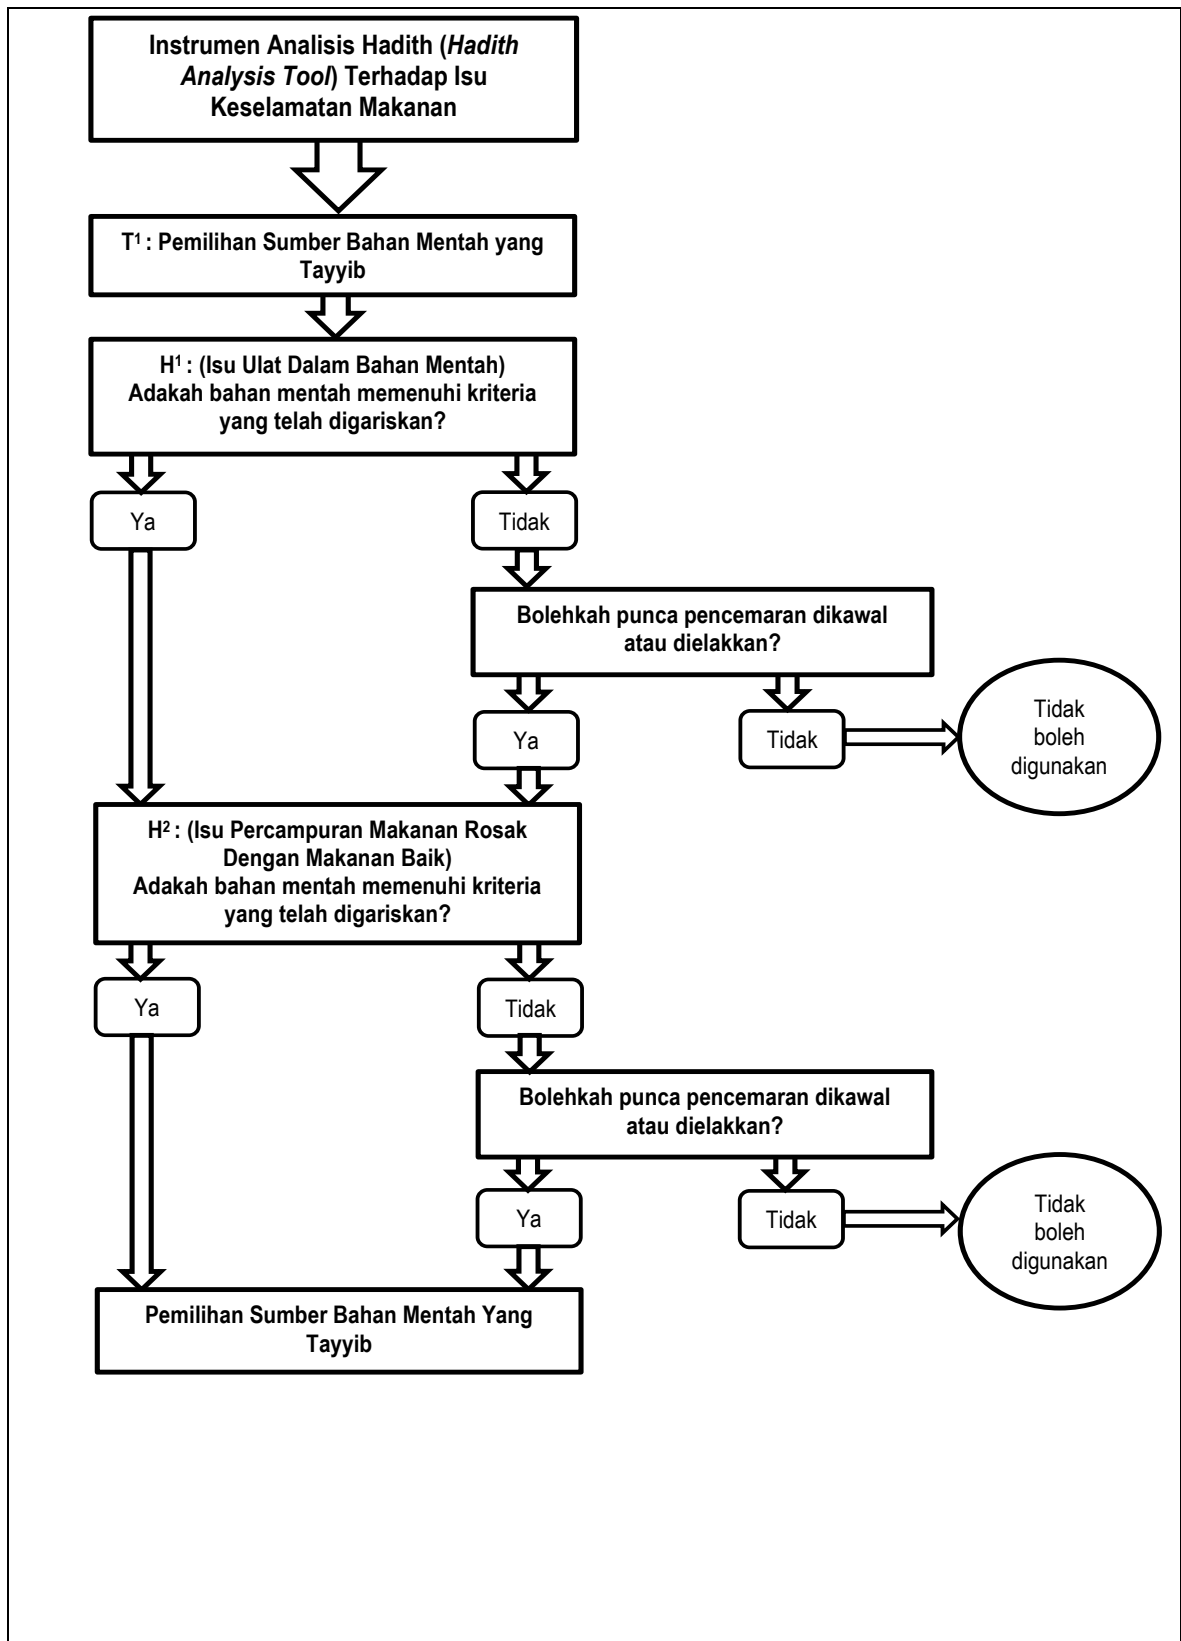 Instrumen Analisis Hadith (Hadith
Analysis Tool) Terhadap Isu
Keselamatan Makanan
T¹ : Pemilihan Sumber Bahan Mentah yang
Tayyib
H¹ : (Isu Ulat Dalam Bahan Mentah)
Adakah bahan mentah memenuhi kriteria
yang telah digariskan?
Ya
Tidak
Bolehkah punca pencemaran dikawal
atau dielakkan?
Ya
Tidak
Tidak
boleh
digunakan
H² : (Isu Percampuran Makanan Rosak
Dengan Makanan Baik)
Adakah bahan mentah memenuhi kriteria
yang telah digariskan?
Ya
Tidak
Bolehkah punca pencemaran dikawal
atau dielakkan?
Ya
Tidak
Tidak
boleh
digunakan
Pemilihan Sumber Bahan Mentah Yang
Tayyib